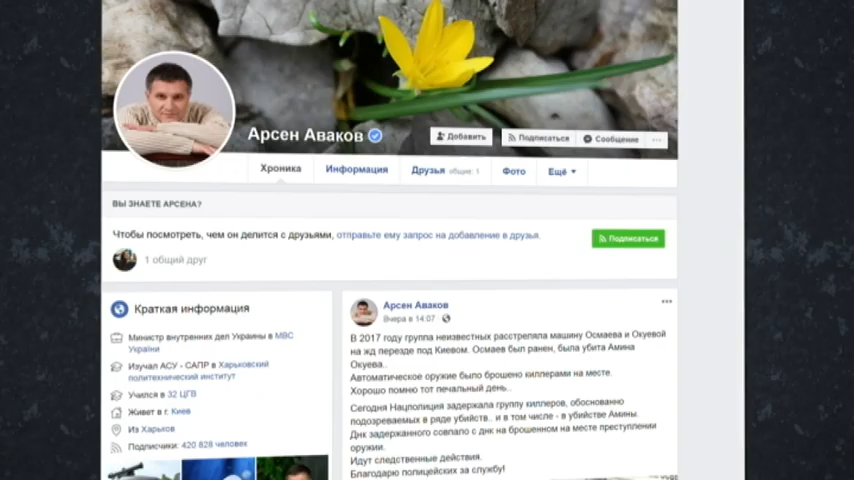 Арсен Аваков
Добавить
Подписаться
Сообщение
Хроника
Информация
Друзья общие: 1
Фото
Ещё
ВЫ ЗНАЕТЕ АРСЕНА?
Чтобы посмотреть, чем он делится с друзьями, отправьте ему запрос на добавление в друзья.
Подписаться
1 общий друг
Краткая информация
Министр внутренних дел Украины в МВС
України
Изучал АСУ - САПР в Харьковский
политехнический институт
Учился в 32 ЦГВ
Живет в г. Киев
Из Харьков
Подписчики: 420 828 человек
Арсен Аваков
Вчера в 14:07
В 2017 году группа неизвестных расстреляла машину Осмаева и Окуевой
на жд перезде под Киевом. Осмаев был ранен, была убита Амина
Окуева..
Автоматическое оружие было брошено киллерами на месте.
Хорошо помню тот печальный день..
Сегодня Нацполиция задержала группу киллеров, обоснованно
подозреваемых в ряде убийств.. и в том числе - в убийстве Амины.
Днк задержанного совпало с днк на брошенном на месте преступлении
оружии.
Идут следственные действия.
Благодарю полицейских за службу!